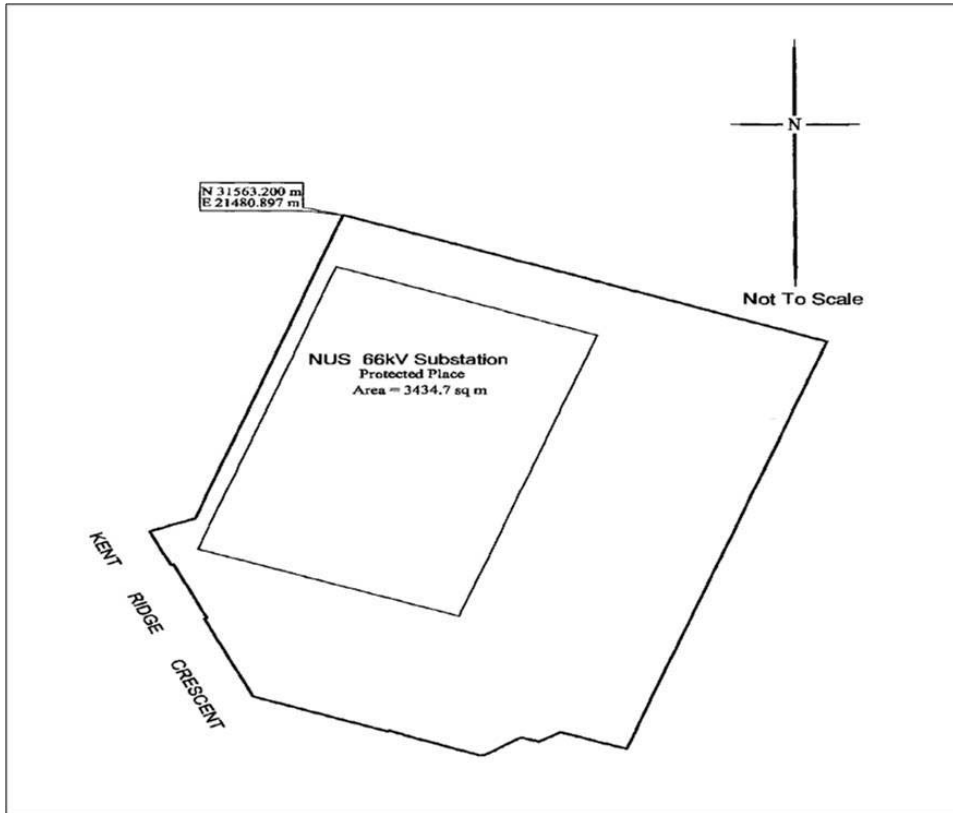 N
N 31563.200 m
E 21480.897 m
Not To Scale
NUS 66kV Substation
Protected Place
Area = 3434.7 sq m
KENT RIDGE CRESCENT